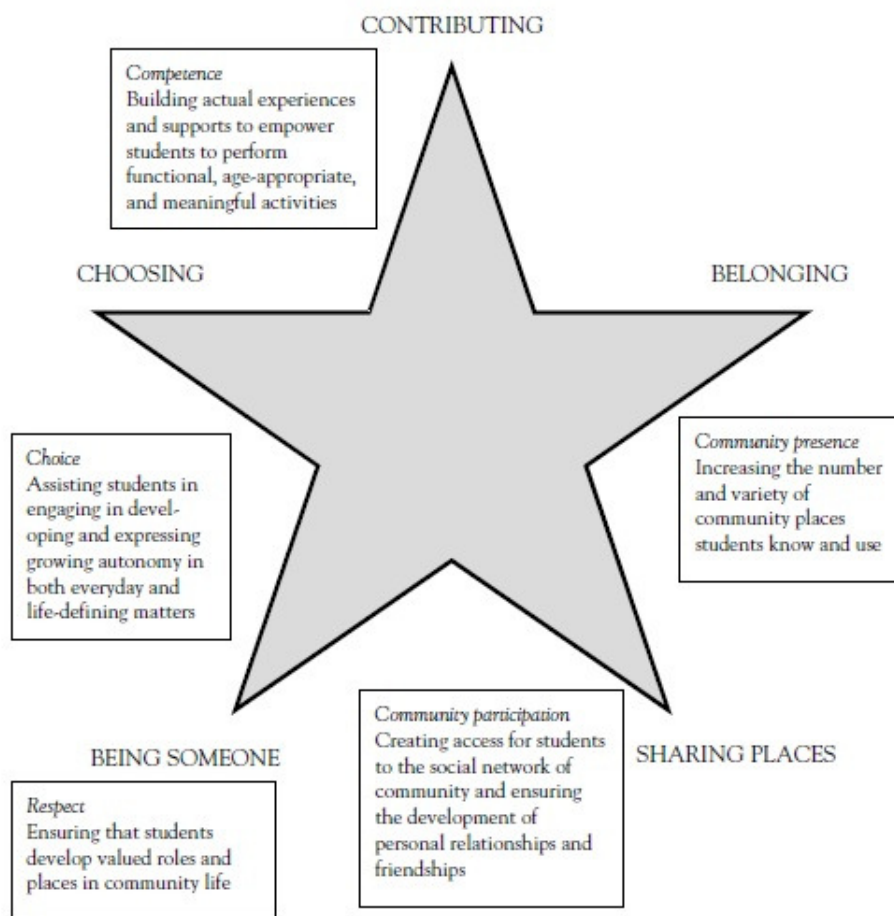 CONTRIBUTING
Competence
Building actual experiences
and supports to empower
students to perform
functional, age-appropriate,
and meaningful activities
CHOOSING
BELONGING
Choice
Assisting students in
engaging in devel-
oping and expressing
growing autonomy in
both everyday and
life-defining matters
Community presence
Increasing the number
and variety of
community places
students know and use
BEING SOMEONE
Respect
Ensuring that students
develop valued roles and
places in community life
Community participation
Creating access for students
to the social network of
community and ensuring
the development of
personal relationships and
friendships
SHARING PLACES